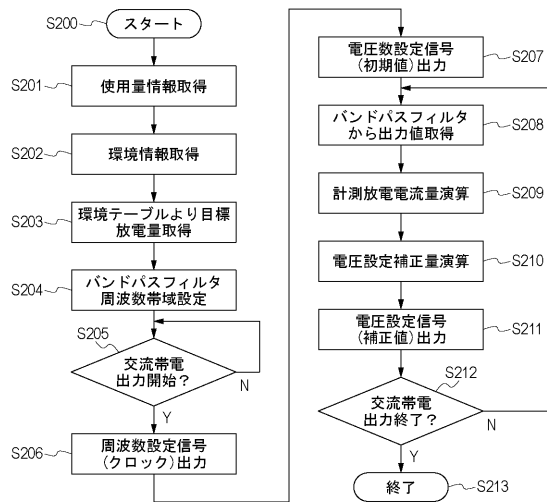 S200
スタート
S201
使用量情報取得
S202
環境情報取得
S203
環境テーブルより目標
放電量取得
S204
バンドパスフィルタ
周波数帯域設定
S205
交流帯電
出力開始？
N
Y
S206
周波数設定信号
(クロック)出力
電圧数設定信号
(初期値)出力
S207
バンドパスフィルタ
から出力値取得
S208
計測放電電流量演算
S209
電圧設定補正量演算
S210
電圧設定信号
(補正値)出力
S211
S212
交流帯電
出力終了？
N
Y
終了
S213